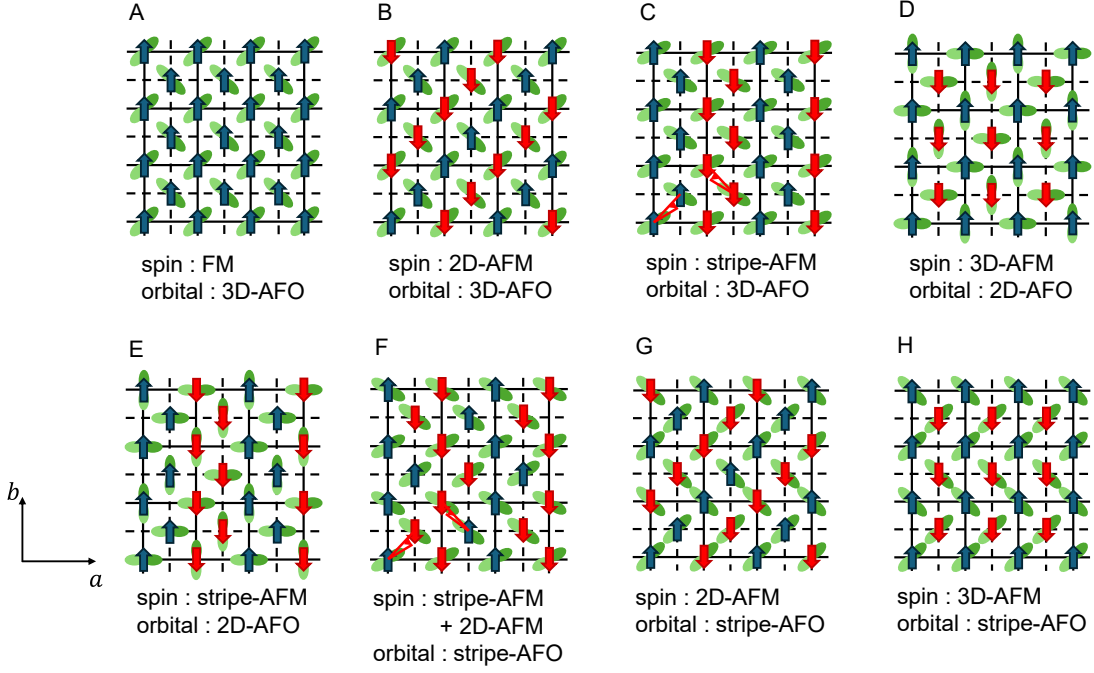 A
B
C
D
spin : FM
orbital : 3D-AFO
spin : 2D-AFM
orbital : 3D-AFO
spin : stripe-AFM
orbital : 3D-AFO
spin : 3D-AFM
orbital : 2D-AFO
E
F
G
H
b
a
spin : stripe-AFM
orbital : 2D-AFO
spin : stripe-AFM
+ 2D-AFM
orbital : stripe-AFO
spin : 2D-AFM
orbital : stripe-AFO
spin : 3D-AFM
orbital : stripe-AFO